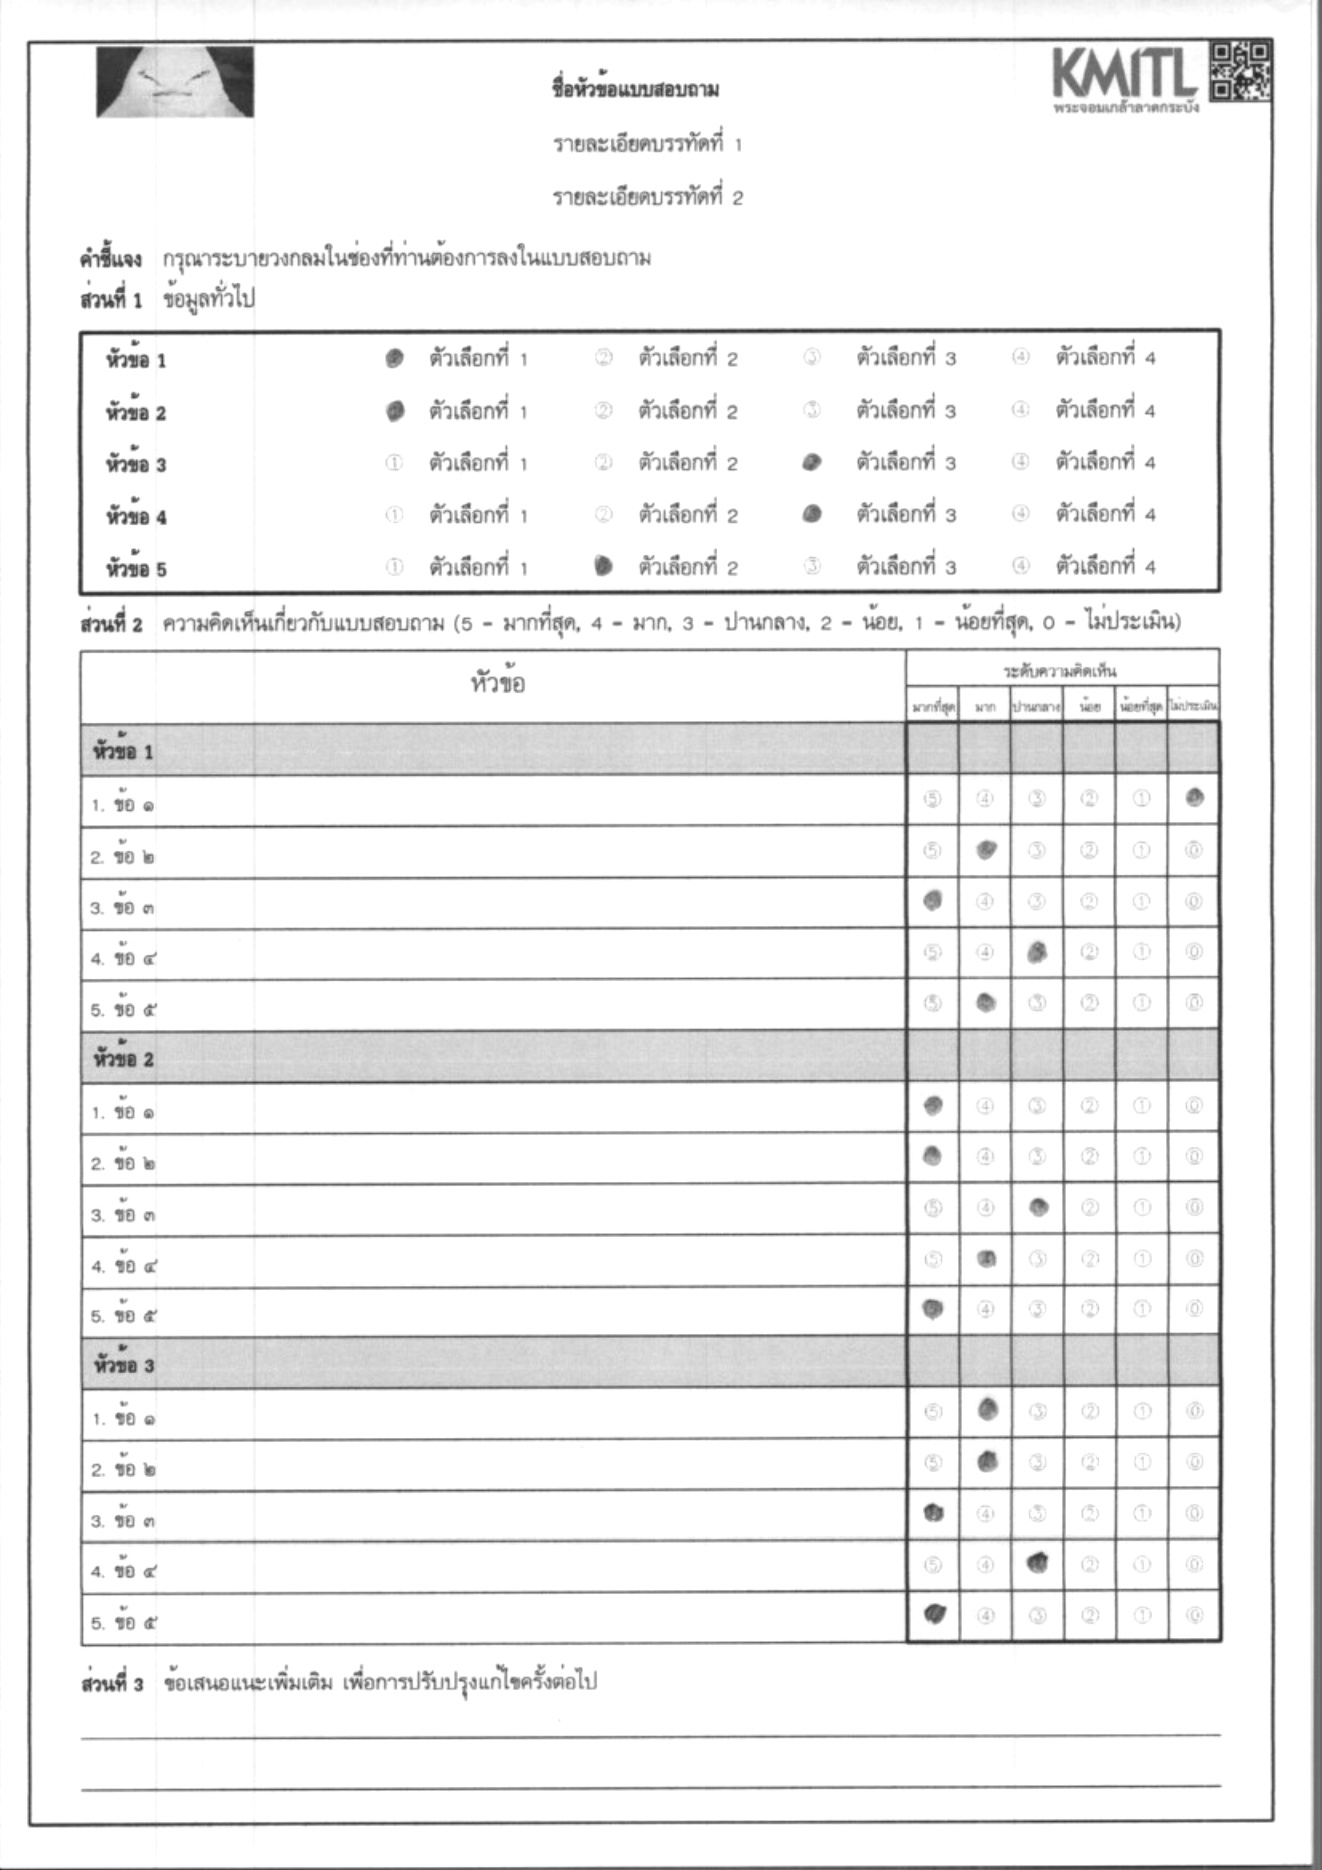 KMITL
พระจอมเกล้าลาดกระบัง
ชื่อหัวข้อแบบสอบถาม
รายละเอียดบรรทัดที่ 1
รายละเอียดบรรทัดที่ 2
คำชี้แจง กรุณาระบายวงกลมในช่องที่ท่านต้องการลงในแบบสอบถาม
ส่วนที่ 1 ข้อมูลทั่วไป
หัวข้อ 1 ตัวเลือกที่ 1 ② ตัวเลือกที่ 2 ③ ตัวเลือกที่ 3 ④ ตัวเลือกที่ 4
หัวข้อ 2 ตัวเลือกที่ 1 ② ตัวเลือกที่ 2 ③ ตัวเลือกที่ 3 ④ ตัวเลือกที่ 4
หัวข้อ 3 ① ตัวเลือกที่ 1 ② ตัวเลือกที่ 2 ตัวเลือกที่ 3 ④ ตัวเลือกที่ 4
หัวข้อ 4 ① ตัวเลือกที่ 1 ② ตัวเลือกที่ 2 ตัวเลือกที่ 3 ④ ตัวเลือกที่ 4
หัวข้อ 5 ① ตัวเลือกที่ 1 ตัวเลือกที่ 2 ③ ตัวเลือกที่ 3 ④ ตัวเลือกที่ 4
ส่วนที่ 2 ความคิดเห็นเกี่ยวกับแบบสอบถาม (5 - มากที่สุด, 4 - มาก, 3 - ปานกลาง, 2 - น้อย, 1 - น้อยที่สุด, 0 - ไม่ประเมิน)
หัวข้อ ระดับความคิดเห็น
มากที่สุด มาก ปานกลาง น้อย น้อยที่สุด ไม่ประเมิน
หัวข้อ 1
1. ข้อ ๑ ⑤ ④ ③ ② ①
2. ข้อ ๒ ⑤ ③ ② ① ⓪
3. ข้อ ๓ ④ ③ ② ① ⓪
4. ข้อ ๔ ⑤ ④ ② ① ⓪
5. ข้อ ๕ ⑤ ③ ② ① ⓪
หัวข้อ 2
1. ข้อ ๑ ④ ③ ② ① ⓪
2. ข้อ ๒ ④ ③ ② ① ⓪
3. ข้อ ๓ ⑤ ④ ② ① ⓪
4. ข้อ ๔ ⑤ ③ ② ① ⓪
5. ข้อ ๕ ④ ③ ② ① ⓪
หัวข้อ 3
1. ข้อ ๑ ⑤ ③ ② ① ⓪
2. ข้อ ๒ ⑤ ③ ② ① ⓪
3. ข้อ ๓ ④ ③ ② ① ⓪
4. ข้อ ๔ ⑤ ④ ② ① ⓪
5. ข้อ ๕ ④ ③ ② ① ⓪
ส่วนที่ 3 ข้อเสนอแนะเพิ่มเติม เพื่อการปรับปรุงแก้ไขครั้งต่อไป